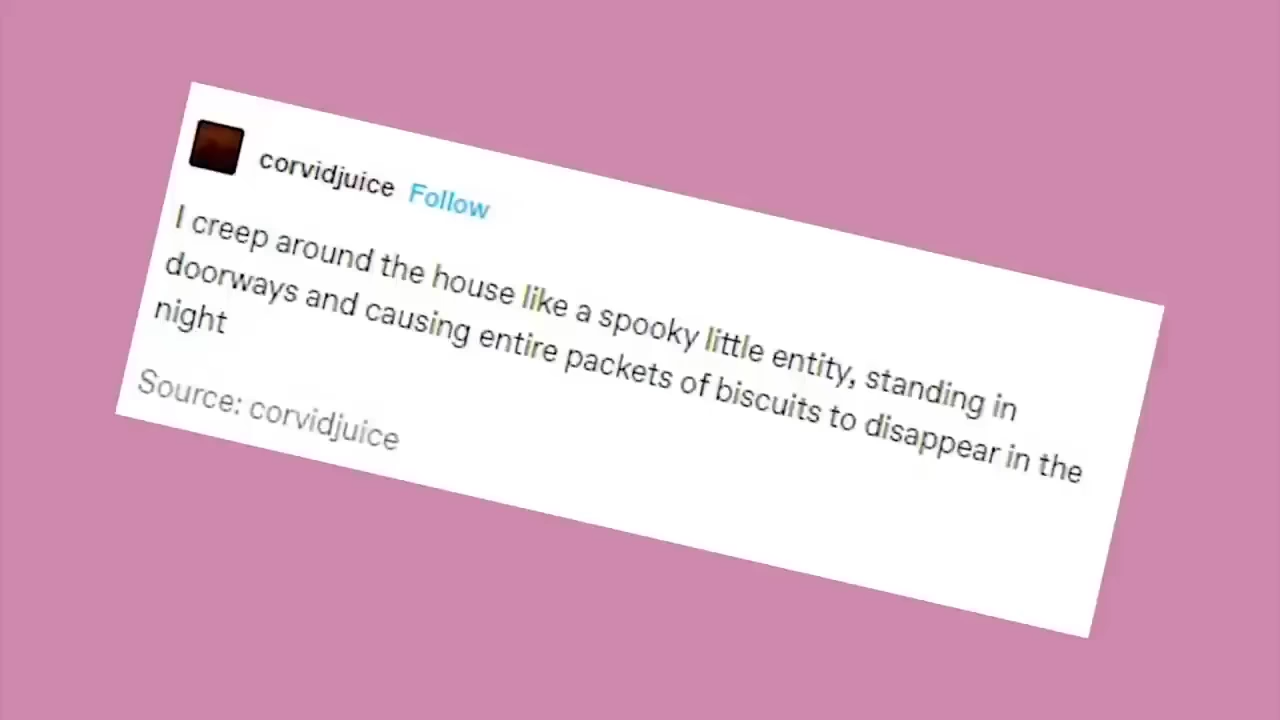 corvidjuice Follow
I creep around the house like a spooky little entity, standing in
doorways and causing entire packets of biscuits to disappear in the
night
Source: corvidjuice